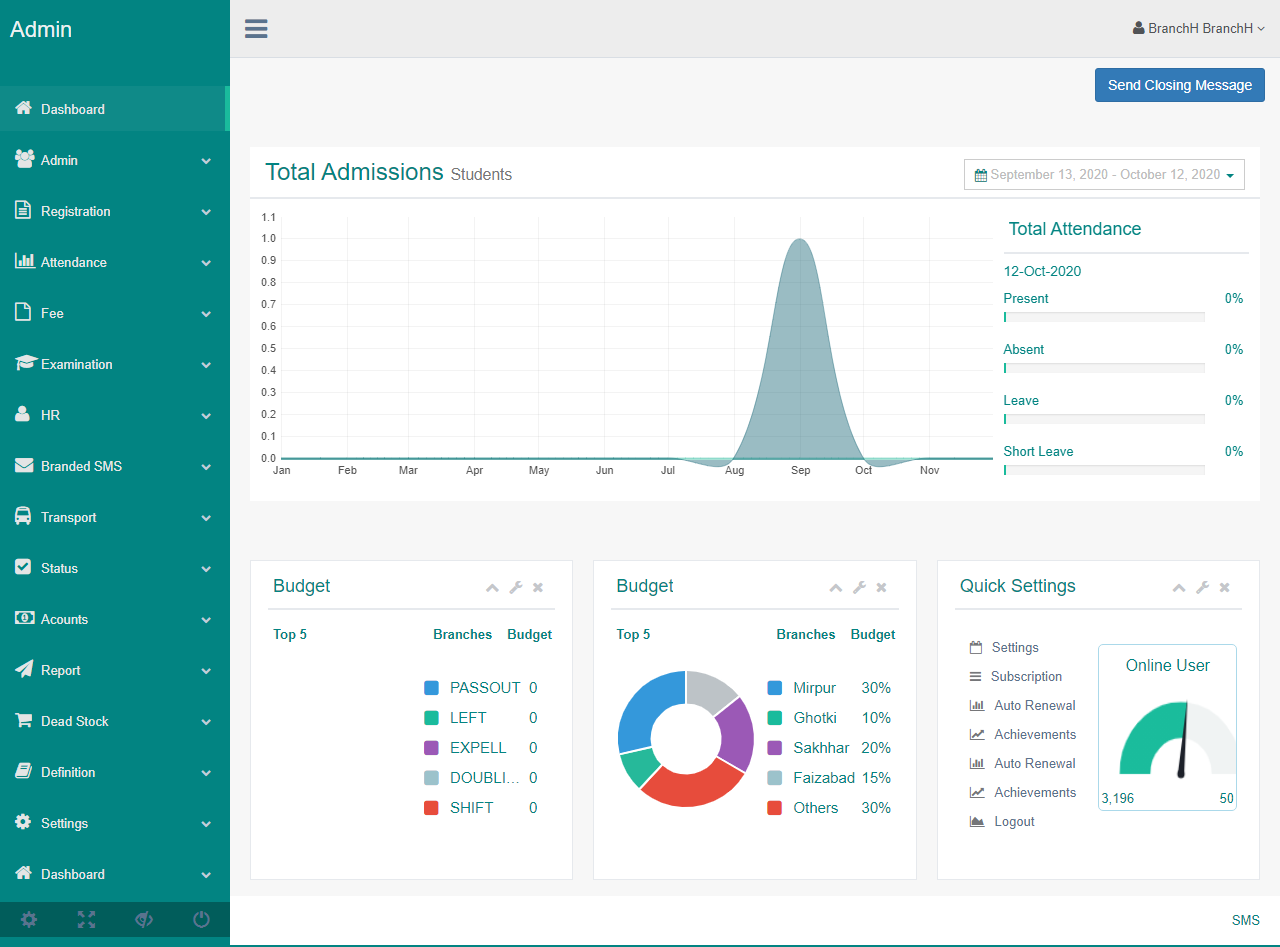 Admin
BranchH BranchH
Send Closing Message
Dashboard
Admin
Registration
Attendance
Fee
Examination
HR
Branded SMS
Transport
Status
Acounts
Report
Dead Stock
Definition
Settings
Dashboard
Total Admissions Students
September 13, 2020 - October 12, 2020
1.1
1.0
0.9
0.8
0.7
0.6
0.5
0.4
0.3
0.2
0.1
0.0
Jan Feb Mar Apr May Jun Jul Aug Sep Oct Nov
Total Attendance
12-Oct-2020
Present 0%
Absent 0%
Leave 0%
Short Leave 0%
Budget
Top 5 Branches Budget
PASSOUT 0
LEFT 0
EXPELL 0
DOUBLI... 0
SHIFT 0
Budget
Top 5 Branches Budget
Mirpur 30%
Ghotki 10%
Sakhhar 20%
Faizabad 15%
Others 30%
Quick Settings
Settings
Subscription
Auto Renewal
Achievements
Auto Renewal
Achievements
Logout
Online User
3,196 50
SMS